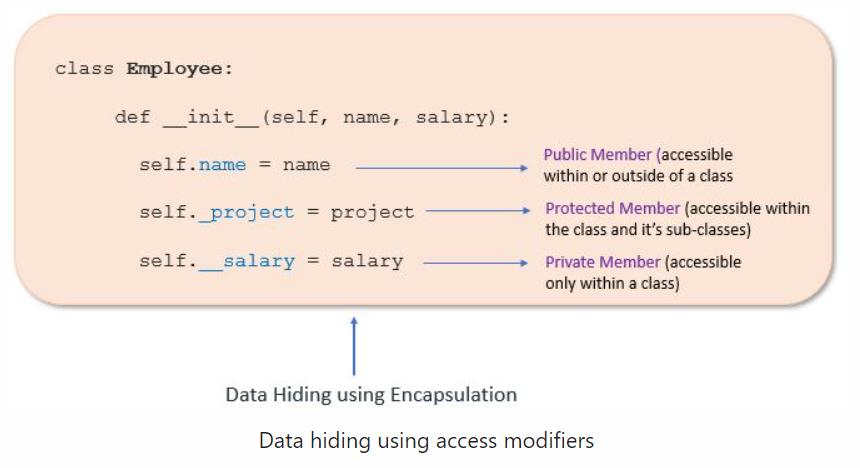 class Employee:
def __init__(self, name, salary):
self.name = name
Public Member (accessible
within or outside of a class
self._project = project
Protected Member (accessible within
the class and it's sub-classes)
self.__salary = salary
Private Member (accessible
only within a class)
Data Hiding using Encapsulation
Data hiding using access modifiers